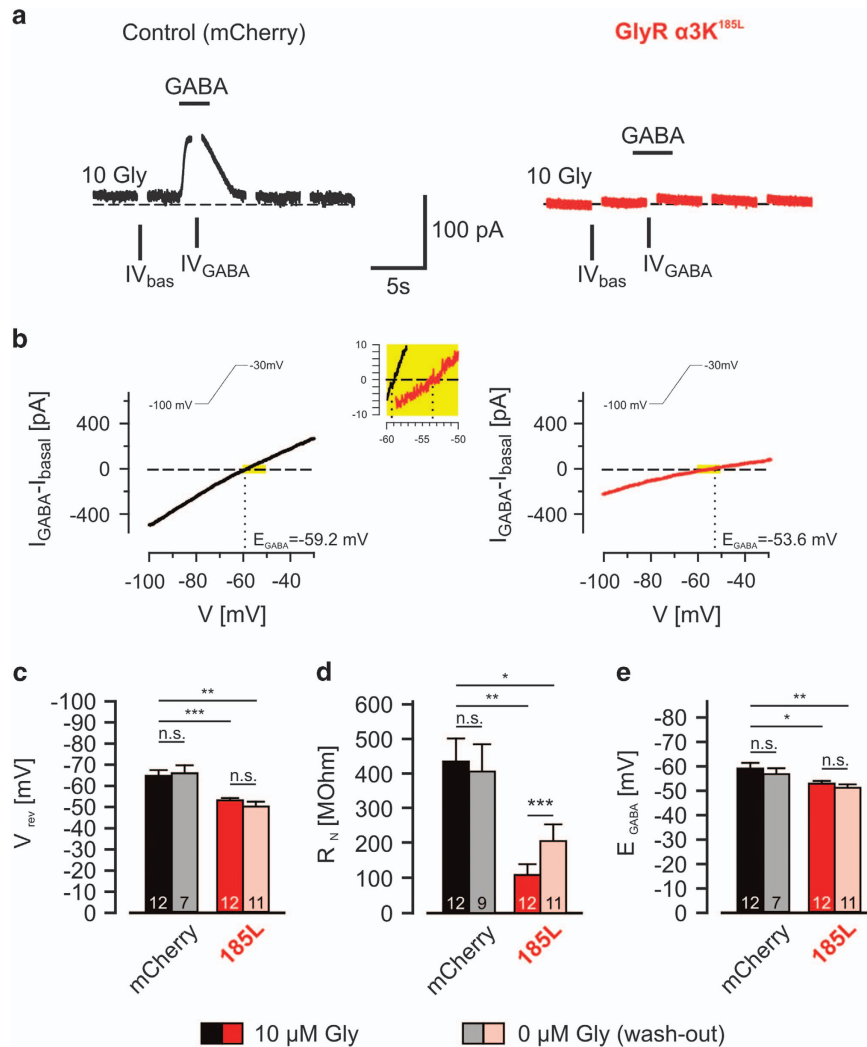 a
Control (mCherry)
GlyR α3K185L
GABA
10 Gly
IVbas
IVGABA
100 pA
5s
GABA
10 Gly
IVbas
IVGABA
b
-30mV
-100 mV
IGABA-Ibasal [pA]
400
0
-400
EGABA=-59.2 mV
-100 -80 -60 -40
V [mV]
10
0
-10
-60 -55 -50
-30mV
-100 mV
IGABA-Ibasal [pA]
400
0
-400
EGABA=-53.6 mV
-100 -80 -60 -40
V [mV]
c
Vrev [mV]
-100
-90
-80
-70
-60
-50
-40
-30
-20
-10
0
**
***
n.s.
n.s.
12 7 12 11
mCherry
185L
d
RN [MOhm]
600
500
400
300
200
100
0
*
**
n.s.
***
12 9 12 11
mCherry
185L
e
EGABA [mV]
-80
-70
-60
-50
-40
-30
-20
-10
0
**
*
n.s.
n.s.
12 7 12 11
mCherry
185L
10 µM Gly
0 µM Gly (wash-out)